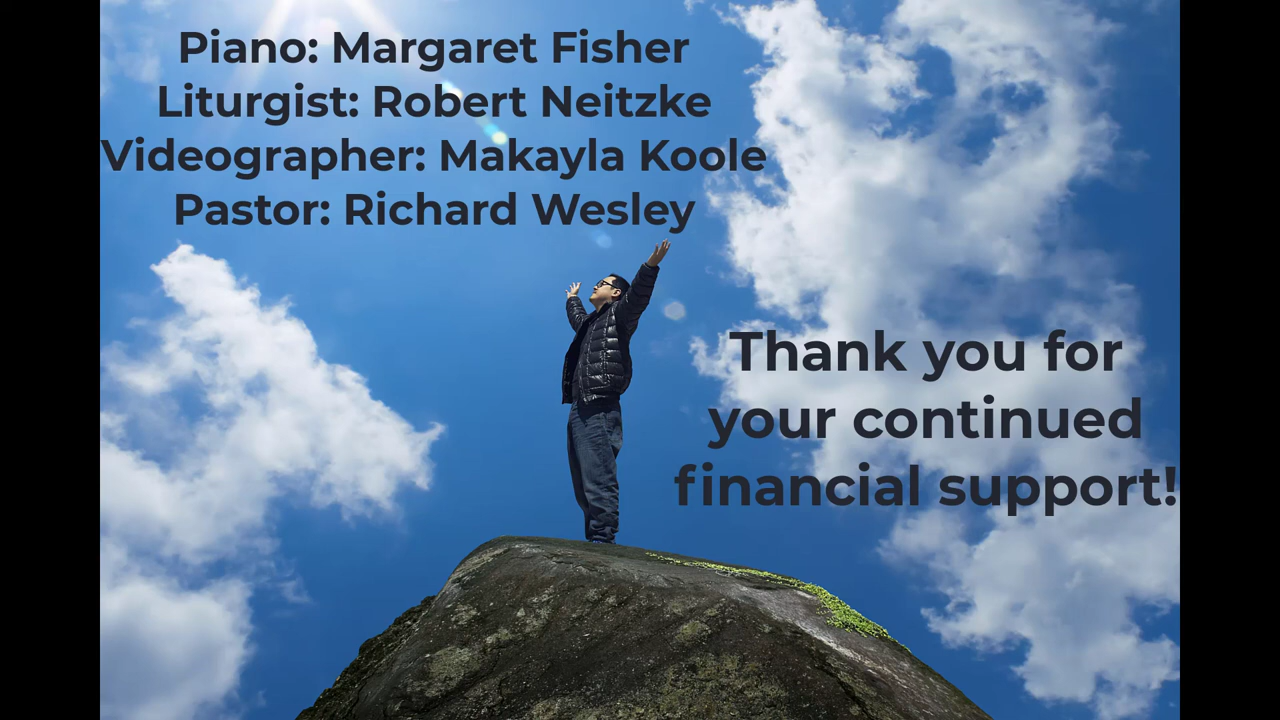 Piano: Margaret Fisher
Liturgist: Robert Neitzke
Videographer: Makayla Koole
Pastor: Richard Wesley
Thank you for
your continued
financial support!